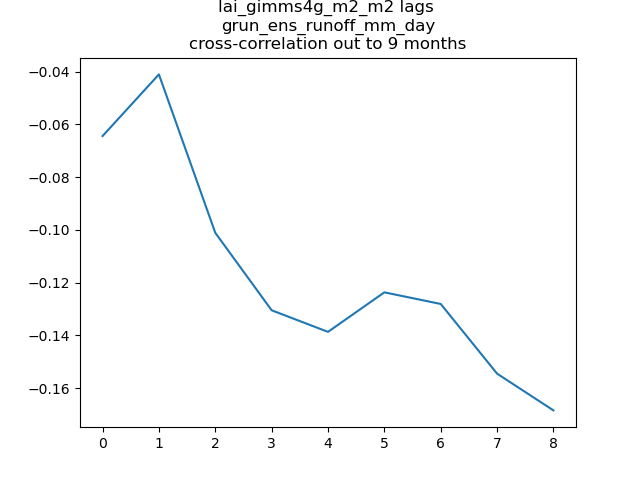 lai_gimms4g_m2_m2 lags
grun_ens_runoff_mm_day
cross-correlation out to 9 months
−0.04
−0.06
−0.08
−0.10
−0.12
−0.14
−0.16
0 1 2 3 4 5 6 7 8